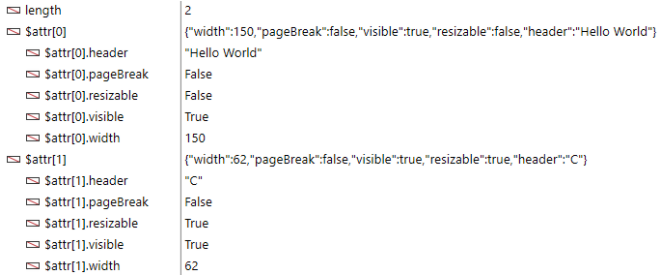 length 2
$attr[0] {"width":150,"pageBreak":false,"visible":true,"resizable":false,"header":"Hello World"}
$attr[0].header "Hello World"
$attr[0].pageBreak False
$attr[0].resizable False
$attr[0].visible True
$attr[0].width 150
$attr[1] {"width":62,"pageBreak":false,"visible":true,"resizable":true,"header":"C"}
$attr[1].header "C"
$attr[1].pageBreak False
$attr[1].resizable True
$attr[1].visible True
$attr[1].width 62